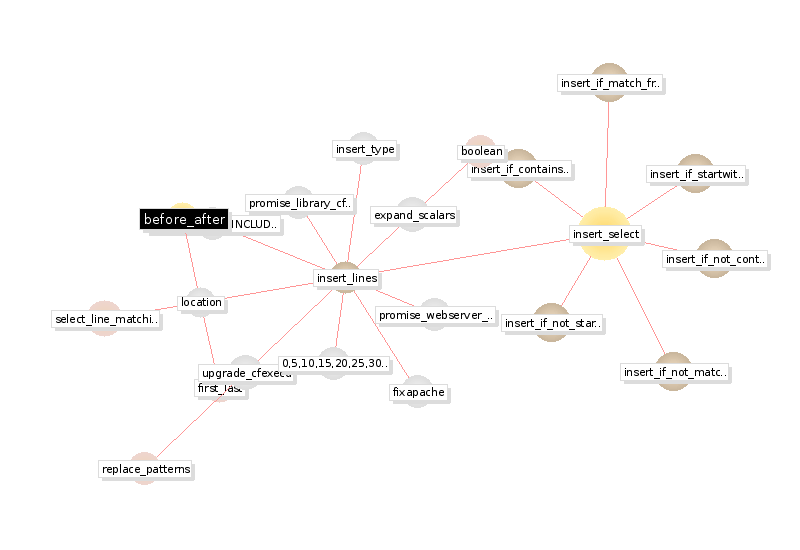 insert_if_match_fr..
insert_type
boolean
insert_if_contains..
insert_if_startwit..
promise_library_cf..
before_after
INCLUD..
expand_scalars
insert_select
insert_if_not_cont..
insert_lines
location
select_line_matchi..
promise_webserver_..
insert_if_not_star..
0,5,10,15,20,25,30..
upgrade_cfexecd
insert_if_not_matc..
first_last
fixapache
replace_patterns